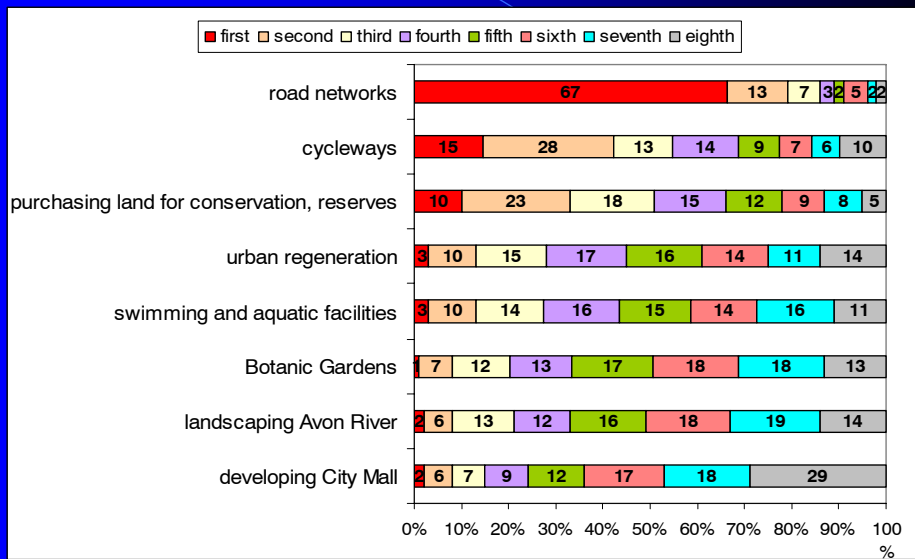 first second third fourth fifth sixth seventh eighth
road networks 67 13 7 3 2 5 2 2
cycleways 15 28 13 14 9 7 6 10
purchasing land for conservation, reserves 10 23 18 15 12 9 8 5
urban regeneration 3 10 15 17 16 14 11 14
swimming and aquatic facilities 3 10 14 16 15 14 16 11
Botanic Gardens 1 7 12 13 17 18 18 13
landscaping Avon River 2 6 13 12 16 18 19 14
developing City Mall 2 6 7 9 12 17 18 29
0% 10% 20% 30% 40% 50% 60% 70% 80% 90% 100
%